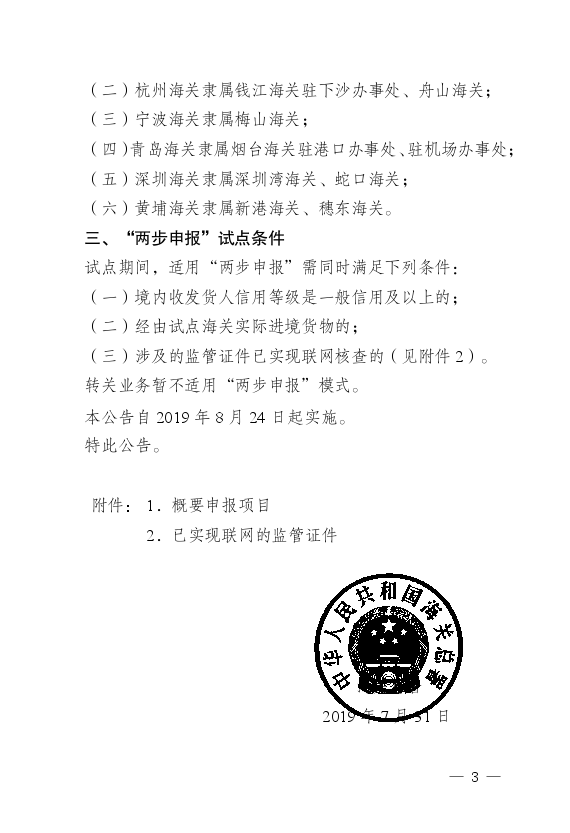 （二）杭州海关隶属钱江海关驻下沙办事处、舟山海关；
（三）宁波海关隶属梅山海关；
（四）青岛海关隶属烟台海关驻港口办事处、驻机场办事处；
（五）深圳海关隶属深圳湾海关、蛇口海关；
（六）黄埔海关隶属新港海关、穗东海关。
三、“两步申报”试点条件
试点期间，适用“两步申报”需同时满足下列条件：
（一）境内收发货人信用等级是一般信用及以上的；
（二）经由试点海关实际进境货物的；
（三）涉及的监管证件已实现联网核查的（见附件2）。
转关业务暂不适用“两步申报”模式。
本公告自2019年8月24日起实施。
特此公告。
附件：1. 概要申报项目
2. 已实现联网的监管证件
中华人民共和国海关总署
2019年7月31日
— 3 —